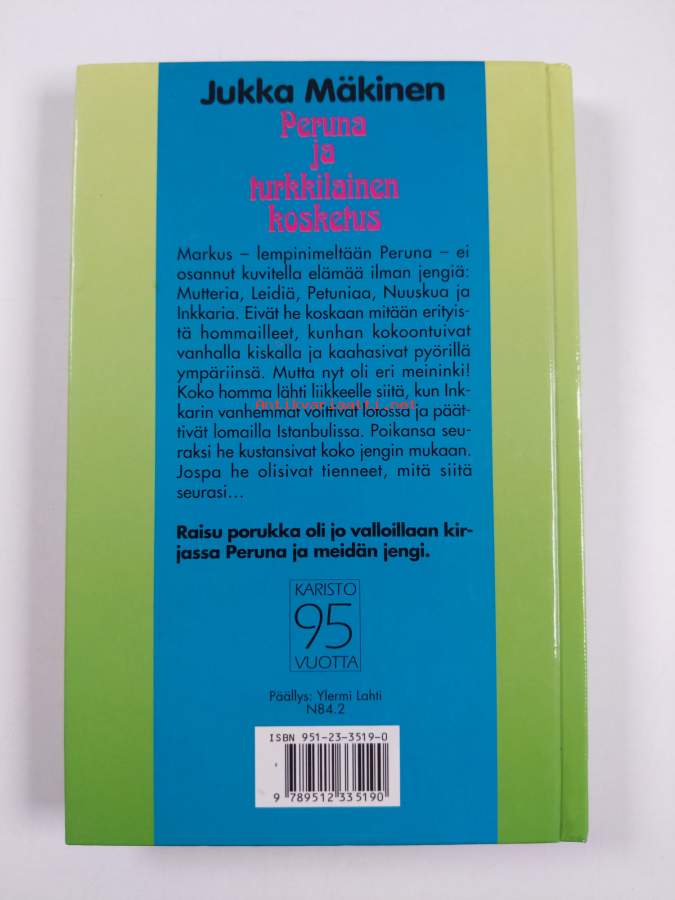 Jukka Mäkinen
Peruna
ja
turkkilainen
kosketus
Markus – lempinimeltään Peruna – ei
osannut kuvitella elämää ilman jengiä:
Mutteria, Leidiä, Petuniaa, Nuuskua ja
Inkkaria. Eivät he koskaan mitään erityis-
tä hommailleet, kunhan kokoontuivat
vanhalla kiskalla ja kaahasivat pyörillä
ympäriinsä. Mutta nyt oli eri meininki!
Koko homma lähti liikkeelle siitä, kun Ink-
karin vanhemmat voittivat lotossa ja päät-
Antikvariaatti.net
tivät lomailla Istanbulissa. Poikansa seu-
raksi he kustansivat koko jengin mukaan.
Jospa he olisivat tienneet, mitä siitä
seurasi...
Raisu porukka oli jo valloillaan kir-
jassa Peruna ja meidän jengi.
KARISTO
95
VUOTTA
Päällys: Ylermi Lahti
N84.2
ISBN 951-23-3519-0
9 789512 335190